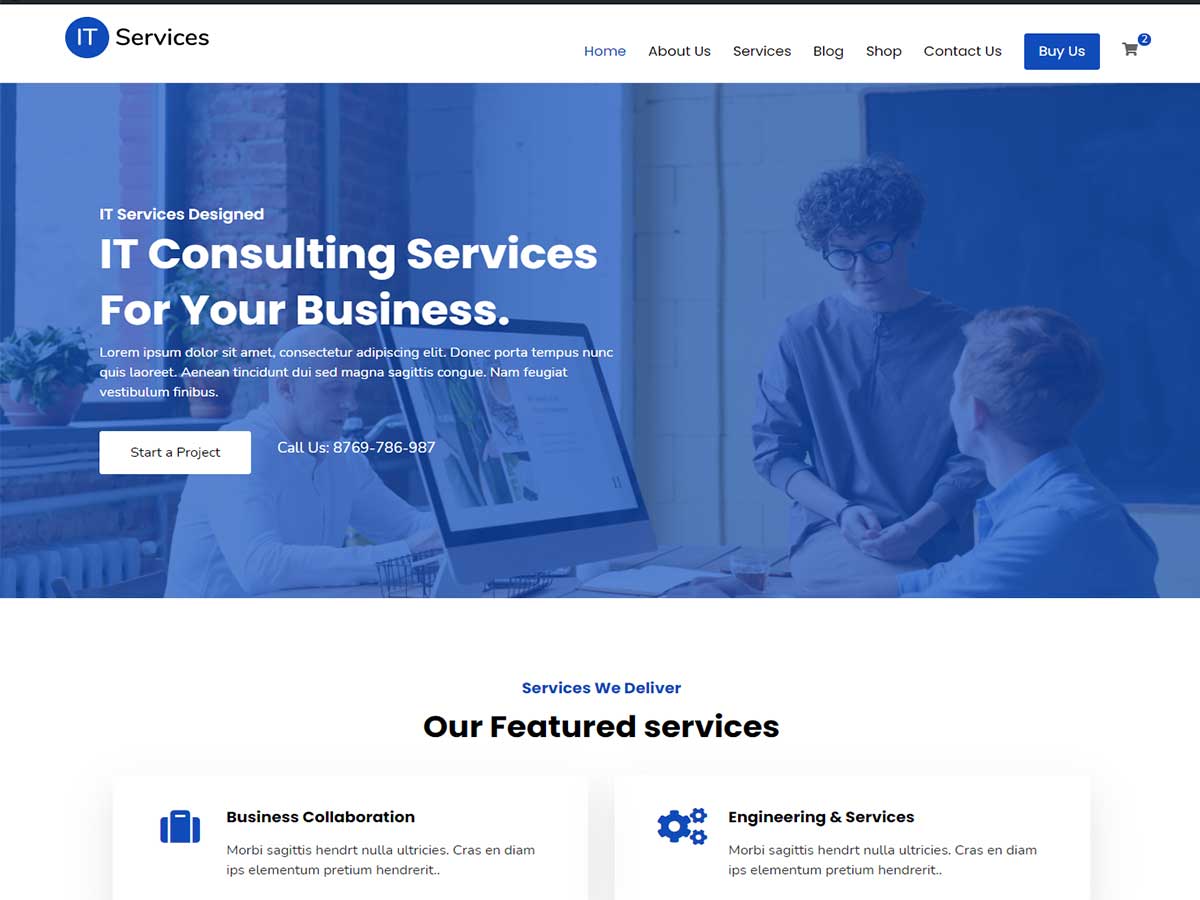 IT Services
Home About Us Services Blog Shop Contact Us Buy Us 2
IT Services Designed
IT Consulting Services
For Your Business.
Lorem ipsum dolor sit amet, consectetur adipiscing elit. Donec porta tempus nunc
quis laoreet. Aenean tincidunt dui sed magna sagittis congue. Nam feugiat
vestibulum finibus.
Start a Project
Call Us: 8769-786-987
Services We Deliver
Our Featured services
Business Collaboration
Morbi sagittis hendrt nulla ultricies. Cras en diam
ips elementum pretium hendrerit..
Engineering & Services
Morbi sagittis hendrt nulla ultricies. Cras en diam
ips elementum pretium hendrerit..